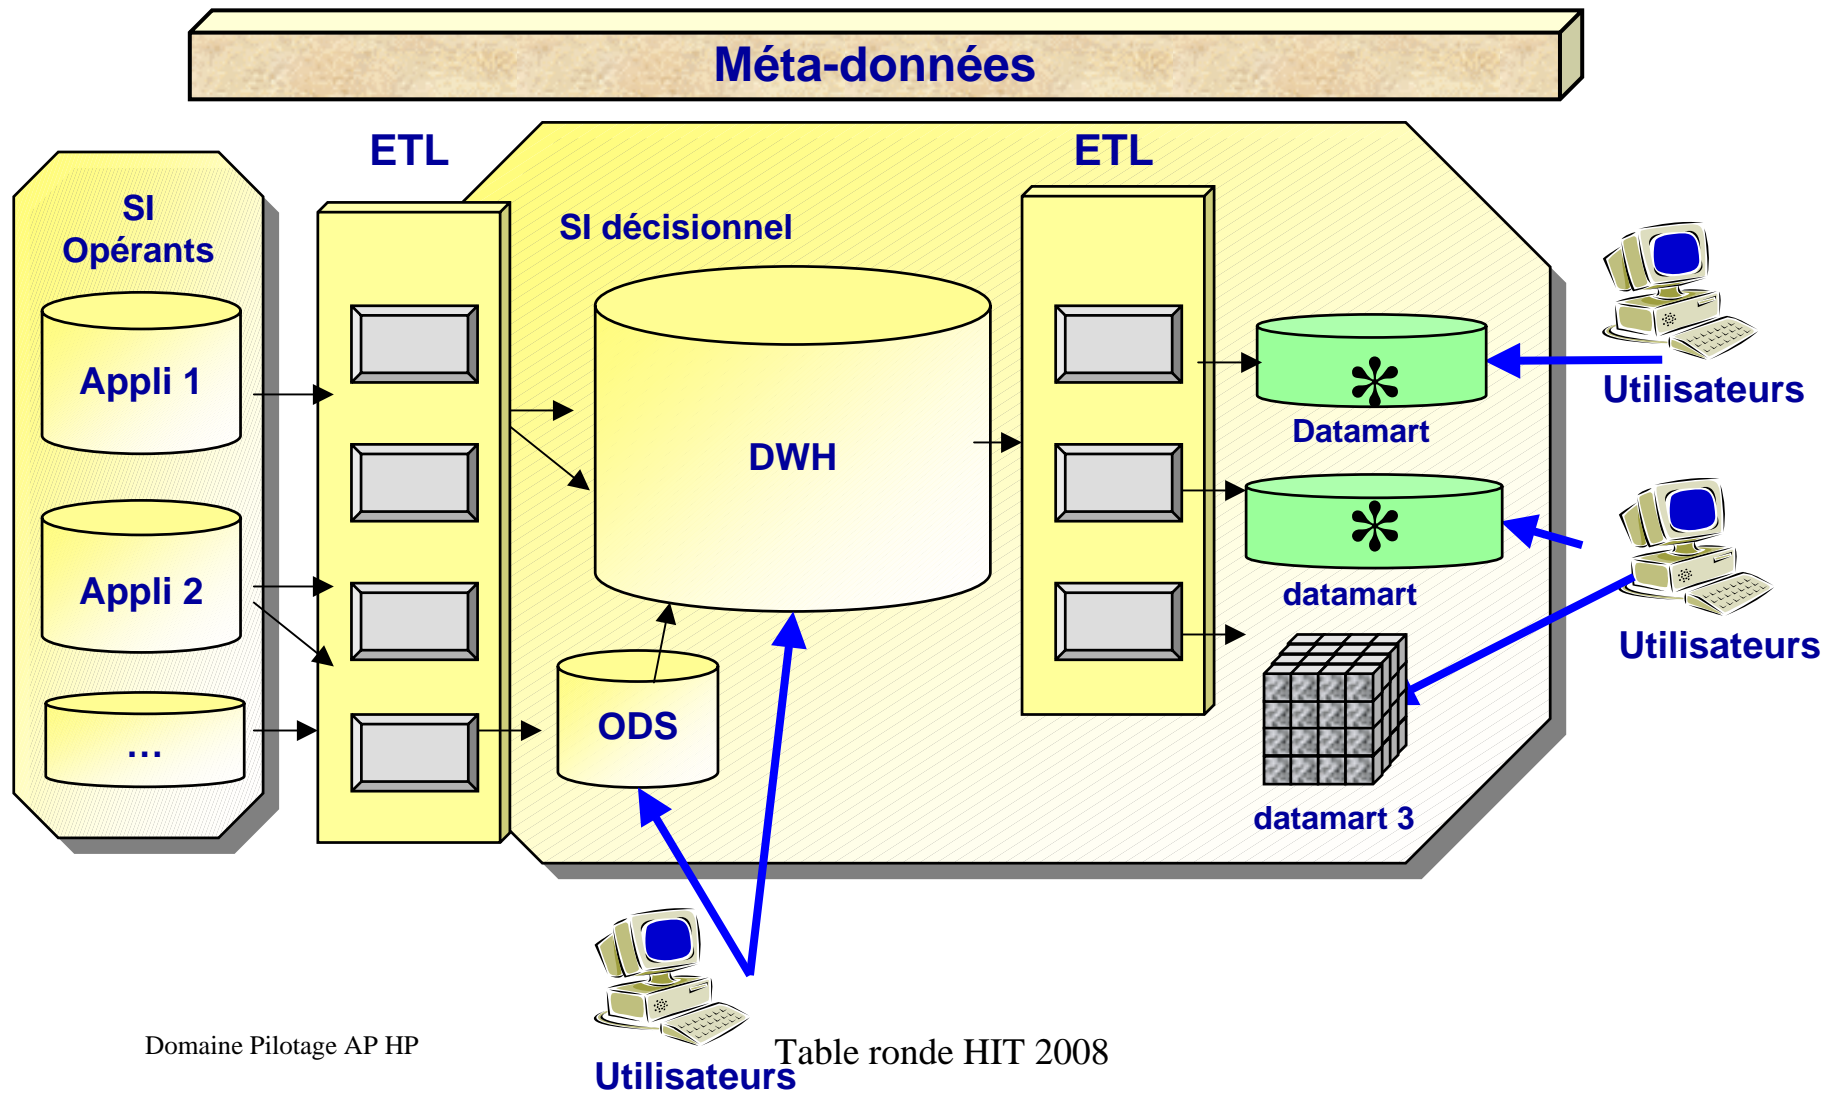 Méta-données
ETL
ETL
SI
Opérants
SI décisionnel
Appli 1
Utilisateurs
Datamart
DWH
Appli 2
datamart
Utilisateurs
ODS
…
datamart 3
Domaine Pilotage AP HP
Table ronde HIT 2008
Utilisateurs